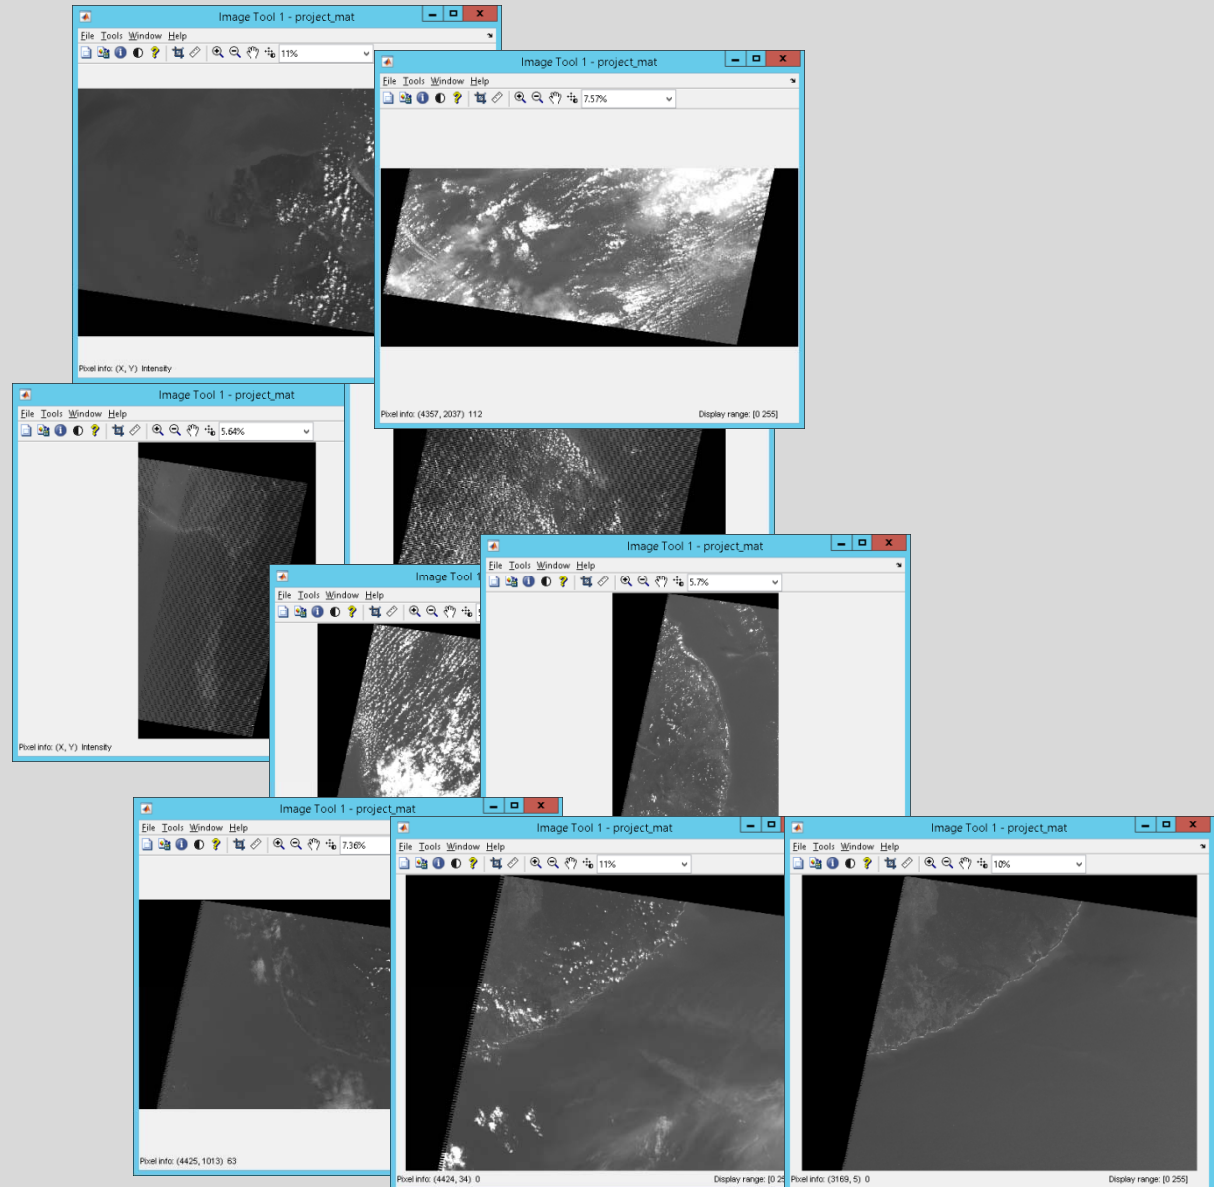 Image Tool 1 - project_mat
File Tools Window Help
11%
Pixel info: (X, Y) Intensity
Image Tool 1 - project_mat
File Tools Window Help
7.57%
Pixel info: (4357, 2037) 112
Display range: [0 255]
Image Tool 1 - project_mat
File Tools Window Help
5.64%
Pixel info: (X, Y) Intensity
Image Tool 1
File Tools Window Help
Image Tool 1 - project_mat
File Tools Window Help
5.7%
Image Tool 1 - project_mat
File Tools Window Help
7.36%
Pixel info: (4425, 1013) 63
Image Tool 1 - project_mat
File Tools Window Help
11%
Pixel info: (4424, 34) 0
Display range: [0 25
Image Tool 1 - project_mat
File Tools Window Help
10%
Pixel info: (3169, 5) 0
Display range: [0 255]